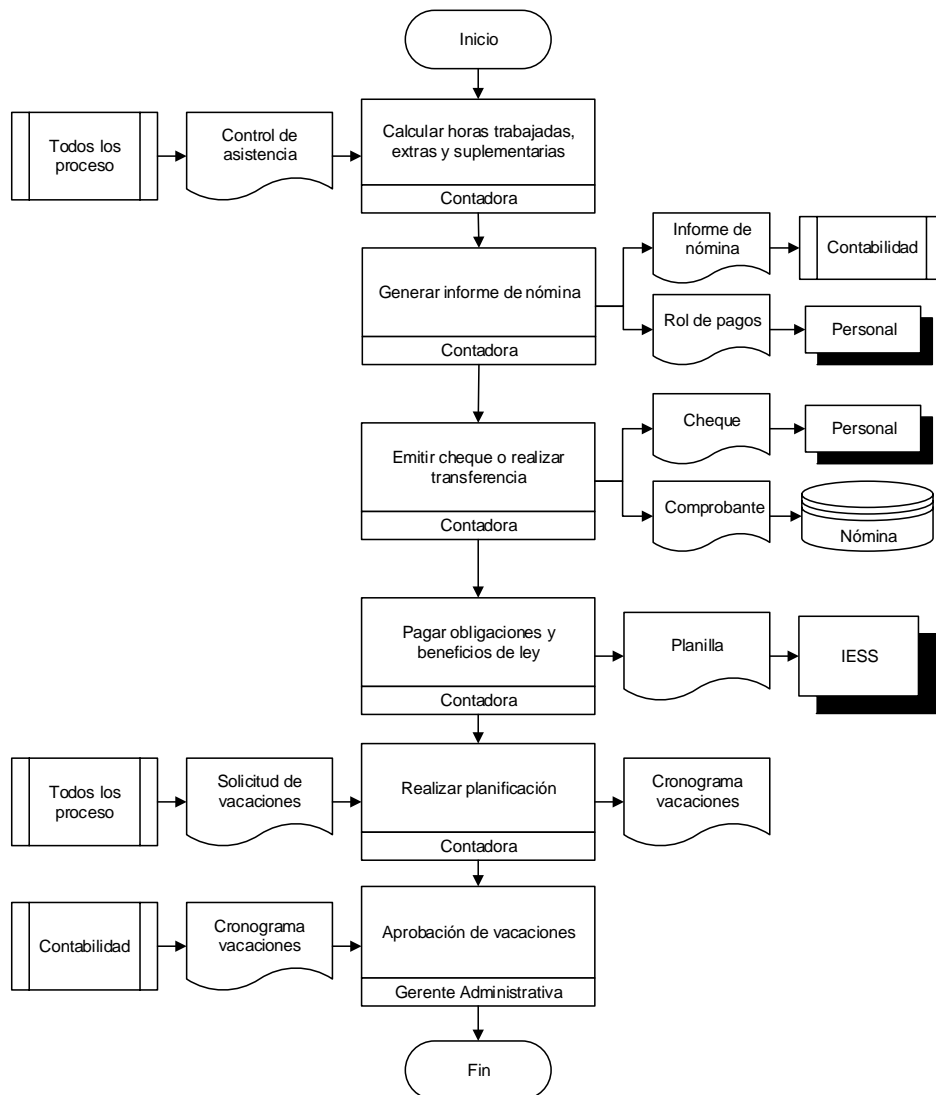 Inicio
Todos los
proceso
Control de
asistencia
Calcular horas trabajadas,
extras y suplementarias
Contadora
Generar informe de nómina
Contadora
Informe de
nómina
Contabilidad
Rol de pagos
Personal
Emitir cheque o realizar
transferencia
Contadora
Cheque
Personal
Comprobante
Nómina
Pagar obligaciones y
beneficios de ley
Contadora
Planilla
IESS
Todos los
proceso
Solicitud de
vacaciones
Realizar planificación
Contadora
Cronograma
vacaciones
Contabilidad
Cronograma
vacaciones
Aprobación de vacaciones
Gerente Administrativa
Fin